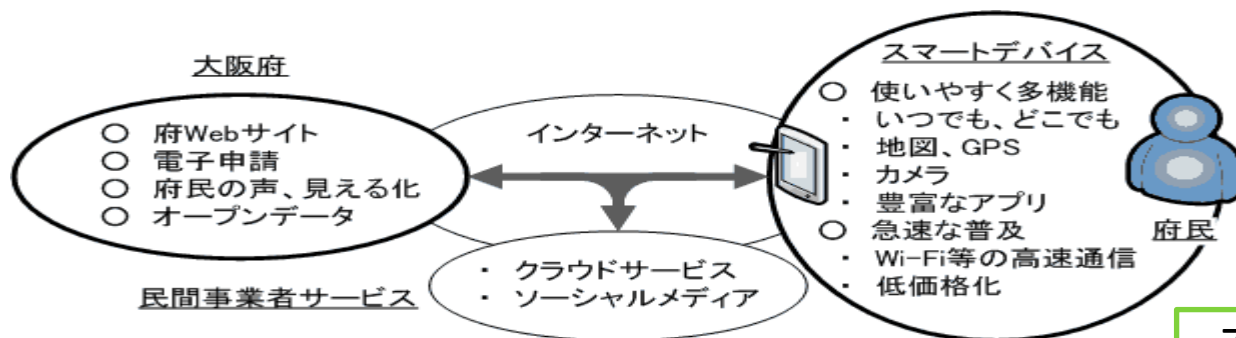 大阪府
○ 府Webサイト
○ 電子申請
○ 府民の声、見える化
○ オープンデータ
インターネット
・ クラウドサービス
・ ソーシャルメディア
民間事業者サービス
スマートデバイス
○ 使いやすく多機能
・ いつでも、どこでも
・ 地図、GPS
・ カメラ
・ 豊富なアプリ
○ 急速な普及
・ Wi-Fi等の高速通信
・ 低価格化
府民